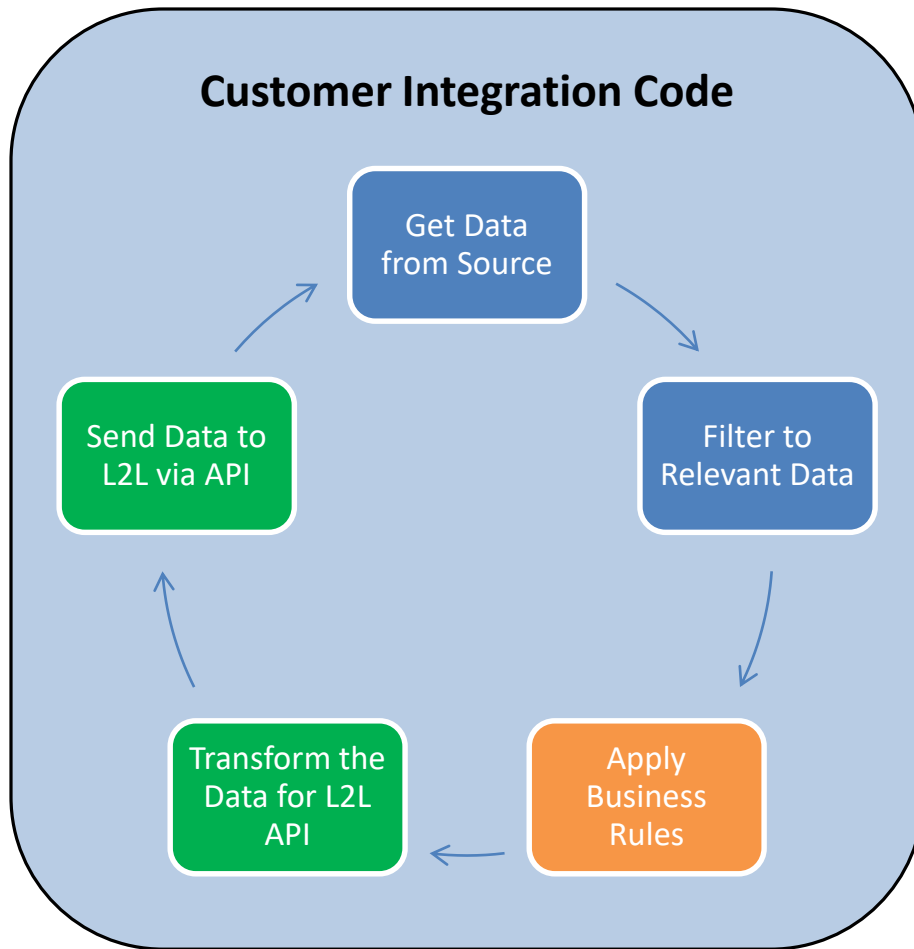 Customer Integration Code
Get Data
from Source
Filter to
Relevant Data
Apply
Business
Rules
Transform the
Data for L2L
API
Send Data to
L2L via API